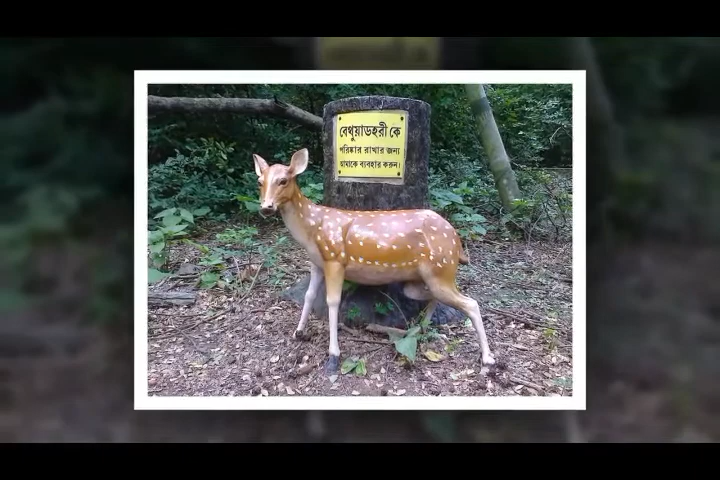 বেথুয়াডহরী কে
পরিষ্কার রাখার জন্য
আমাকে ব্যবহার করুন।